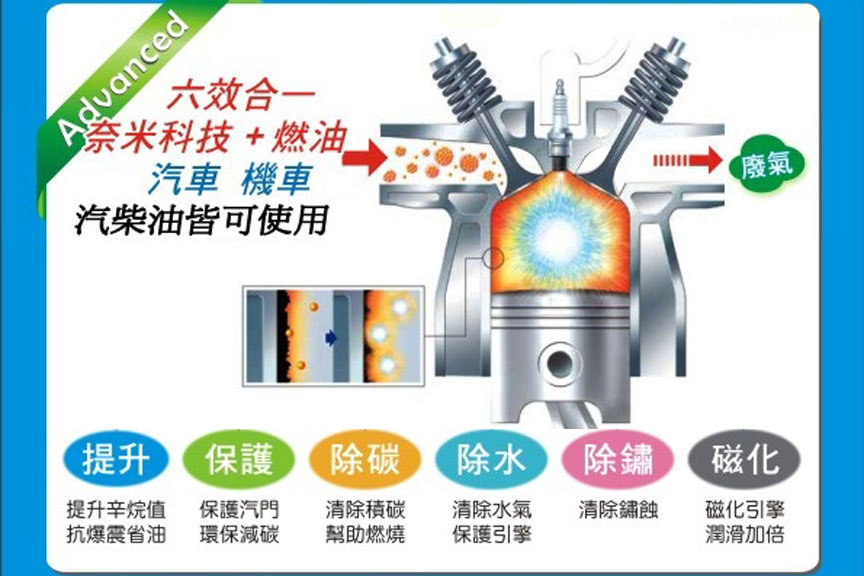 Advanced
六效合一
奈米科技 + 燃油
汽車 機車
汽柴油皆可使用
廢氣
提升
保護
除碳
除水
除鏽
磁化
提升辛烷值
抗爆震省油
保護汽門
環保減碳
清除積碳
幫助燃燒
清除水氣
保護引擎
清除鏽蝕
磁化引擎
潤滑加倍